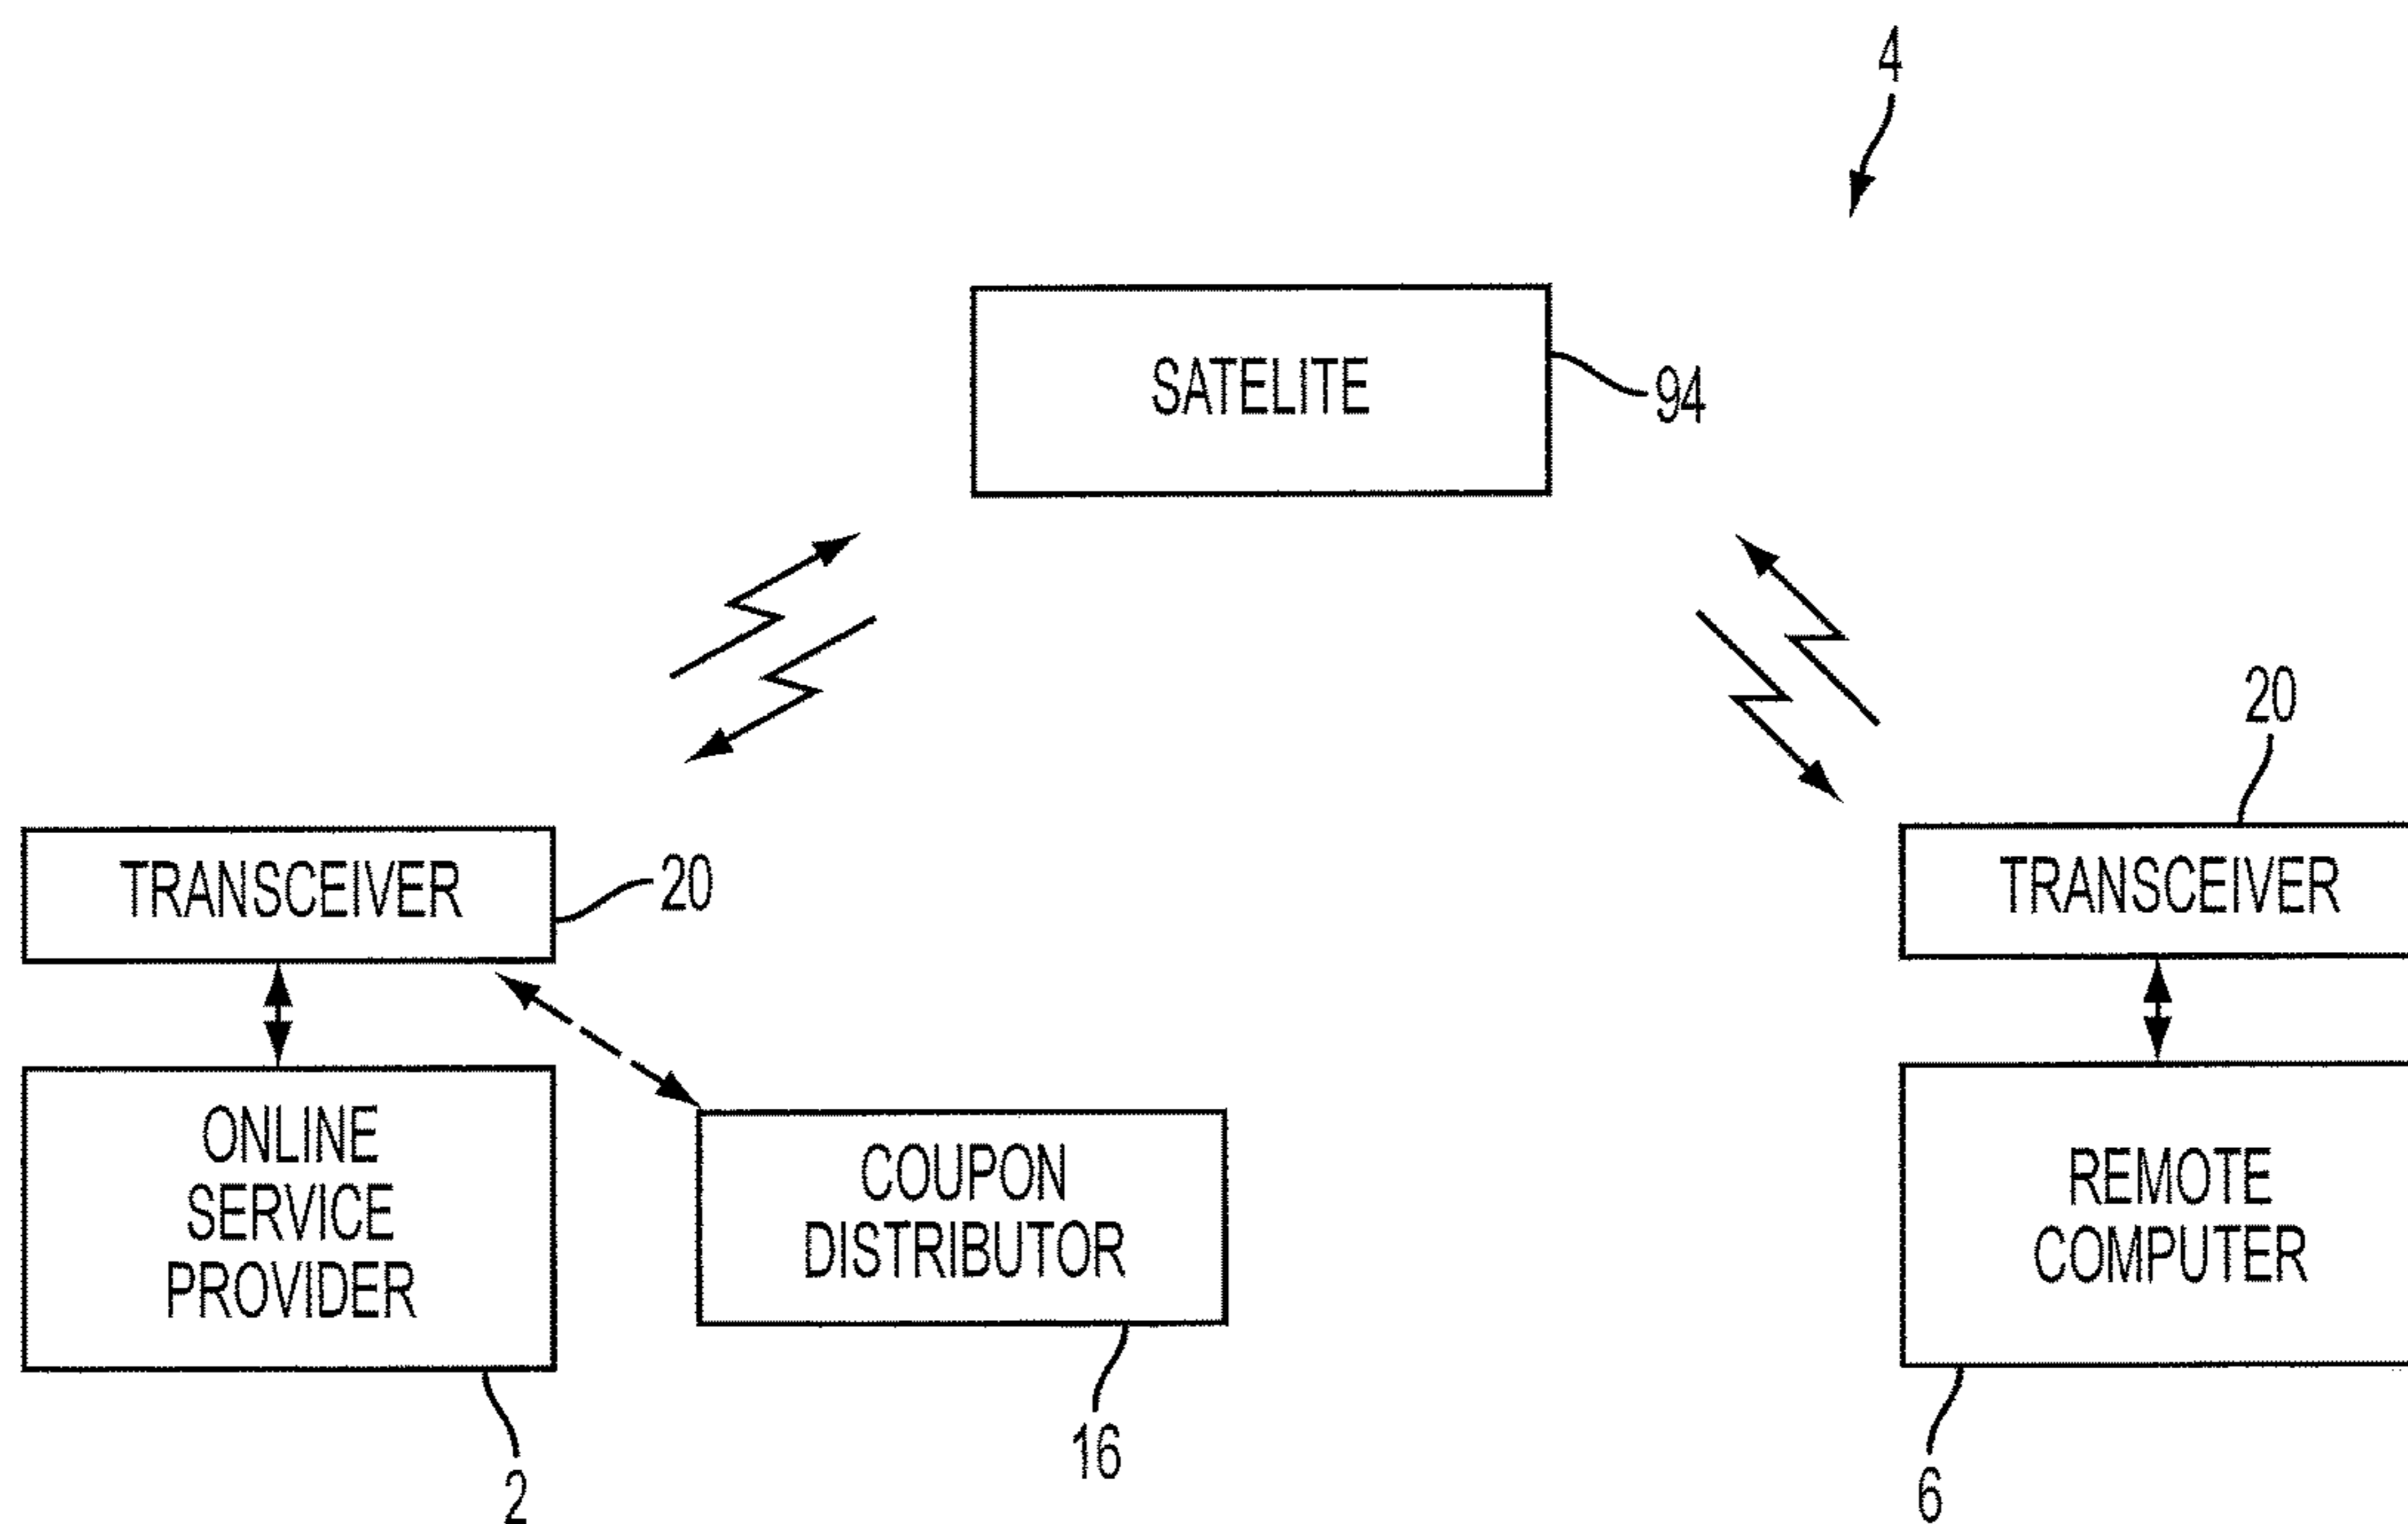 4
SATELITE
94
20
TRANSCEIVER
20
TRANSCEIVER
ONLINE
SERVICE
PROVIDER
COUPON
DISTRIBUTOR
REMOTE
COMPUTER
2
16
6